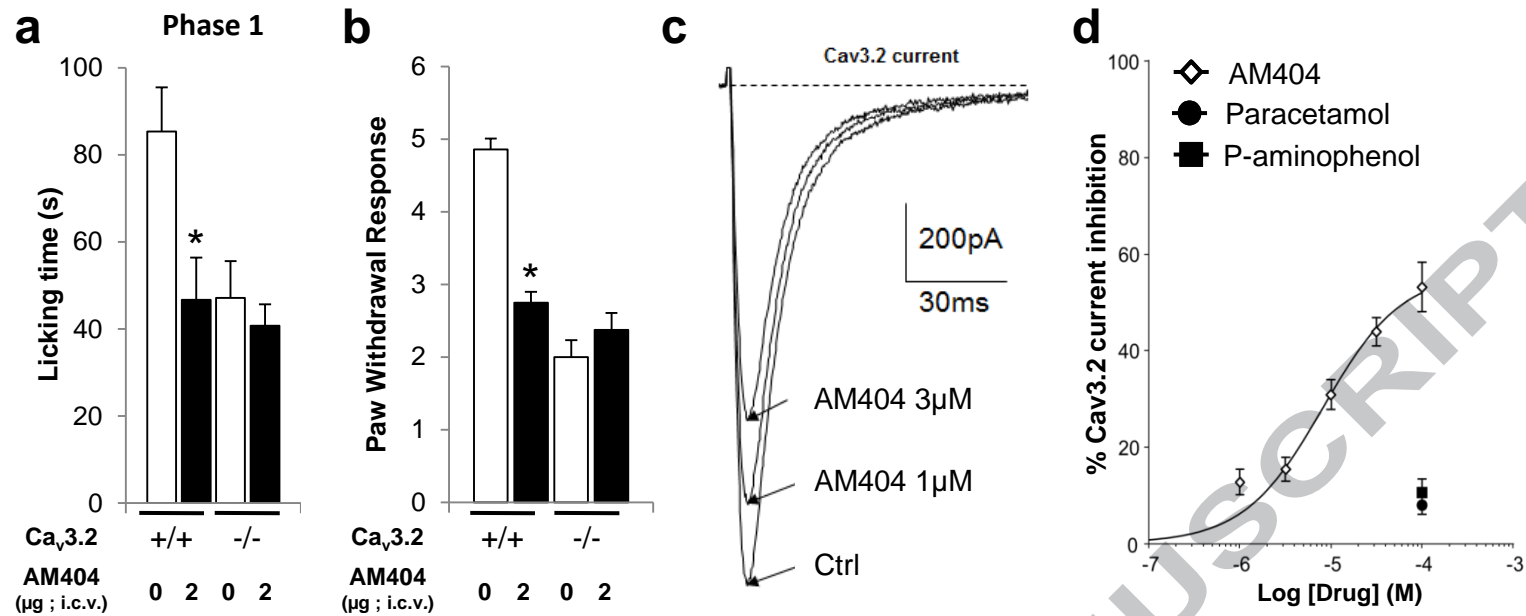 a
Phase 1
100
80
60
40
20
0
Licking time (s)
*
Cav3.2
+/+
-/-
AM404
(µg ; i.c.v.)
0 2 0 2
b
6
5
4
3
2
1
0
Paw Withdrawal Response
*
Cav3.2
+/+
-/-
AM404
(µg ; i.c.v.)
0 2 0 2
c
Cav3.2 current
200pA
30ms
AM404 3µM
AM404 1µM
Ctrl
d
AM404
Paracetamol
P-aminophenol
100
80
60
40
20
0
% Cav3.2 current inhibition
-7 -6 -5 -4 -3
Log [Drug] (M)
USCRIPT